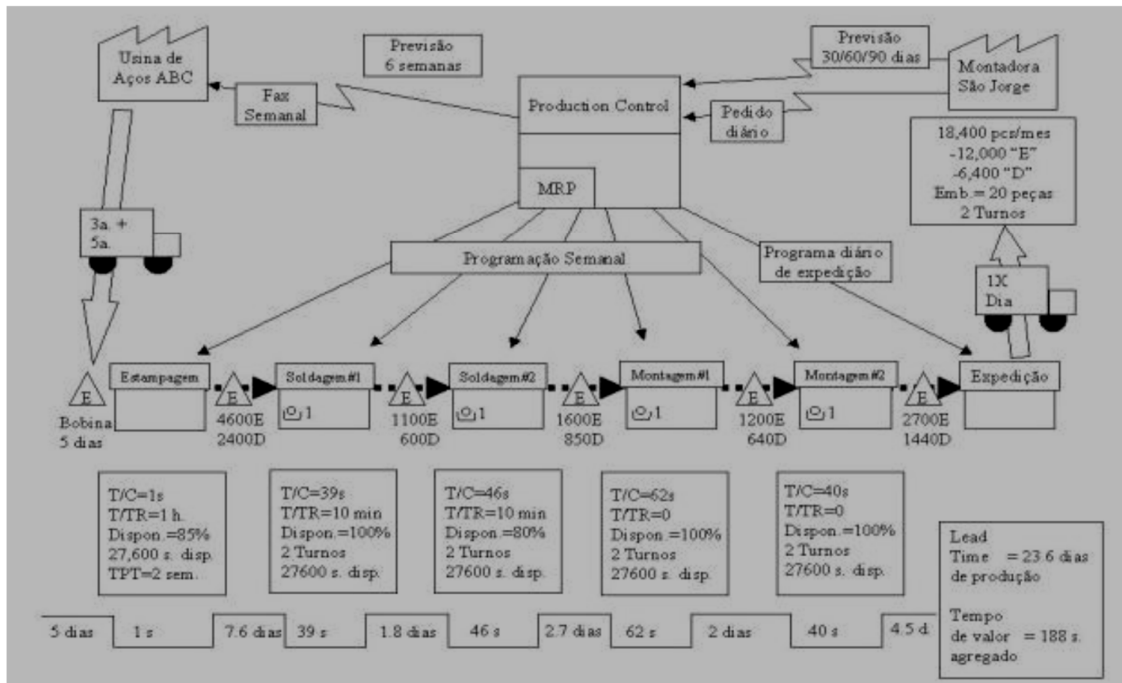 Usina de
Aços ABC
Previsão
6 semanas
Fax
Semanal
Production Control
MRP
Previsão
30/60/90 dias
Pedido
diário
Montadora
São Jorge
18,400 pcs/mes
-12,000 “E”
-6,400 “D”
Emb.= 20 peças
2 Turnos
3a. +
5a.
Programação Semanal
Programa diário
de expedição
1X
Dia
E
Bobina
5 dias
Estampagem
E
4600E
2400D
Soldagem#1
1
E
1100E
600D
Soldagem#2
1
E
1600E
850D
Montagem#1
1
E
1200E
640D
Montagem#2
1
E
2700E
1440D
Expedição
T/C=1s
T/TR=1 h.
Dispon.=85%
27,600 s. disp.
TPT=2 sem.
T/C=39s
T/TR=10 min
Dispon.=100%
2 Turnos
27600 s. disp.
T/C=46s
T/TR=10 min
Dispon.=80%
2 Turnos
27600 s. disp.
T/C=62s
T/TR=0
Dispon.=100%
2 Turnos
27600 s. disp.
T/C=40s
T/TR=0
Dispon.=100%
2 Turnos
27600 s. disp.
Lead
Time = 23.6 dias
de produção
Tempo
de valor = 188 s.
agregado
5 dias
1 s
7.6 dias
39 s
1.8 dias
46 s
2.7 dias
62 s
2 dias
40 s
4.5 d